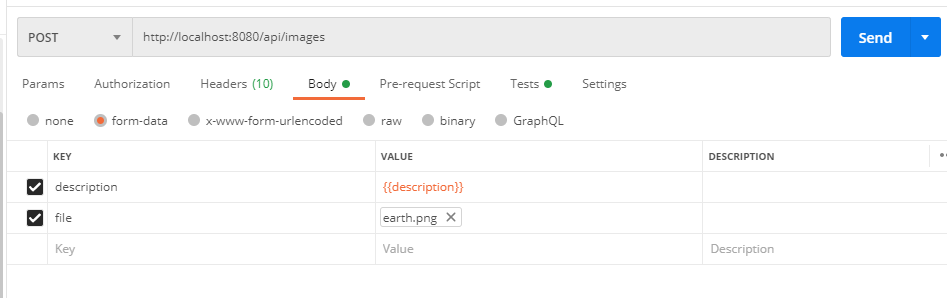 POST http://localhost:8080/api/images Send
Params Authorization Headers (10) Body Pre-request Script Tests Settings
none form-data x-www-form-urlencoded raw binary GraphQL
KEY VALUE DESCRIPTION
description {{description}}
file earth.png
Key Value Description